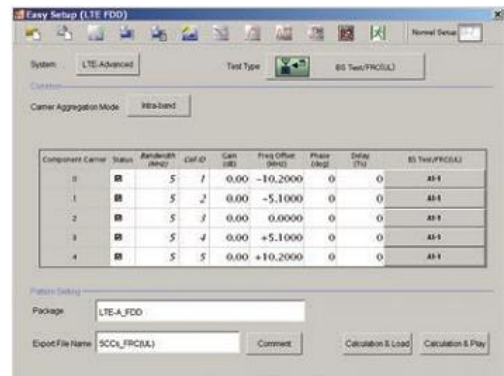 Easy Setup (LTE FDD)
Normal Setup
System LTE-Advanced Test Type BS Test/FRC(UL)
Common
Carrier Aggregation Mode Intra-band
Component Carrier Status Bandwidth (MHz) Cell ID Gain (dB) Freq Offset (MHz) Phase (deg) Delay (Ts) BS Test/FRC(UL)
0 5 1 0.00 -10.2000 0 0 A1-1
1 5 2 0.00 -5.1000 0 0 A1-1
2 5 3 0.00 0.0000 0 0 A1-1
3 5 4 0.00 +5.1000 0 0 A1-1
4 5 5 0.00 +10.2000 0 0 A1-1
Pattern Setting
Package LTE-A_FDD
Export File Name 5CCs_FRC(UL) Comment Calculation & Load Calculation & Play